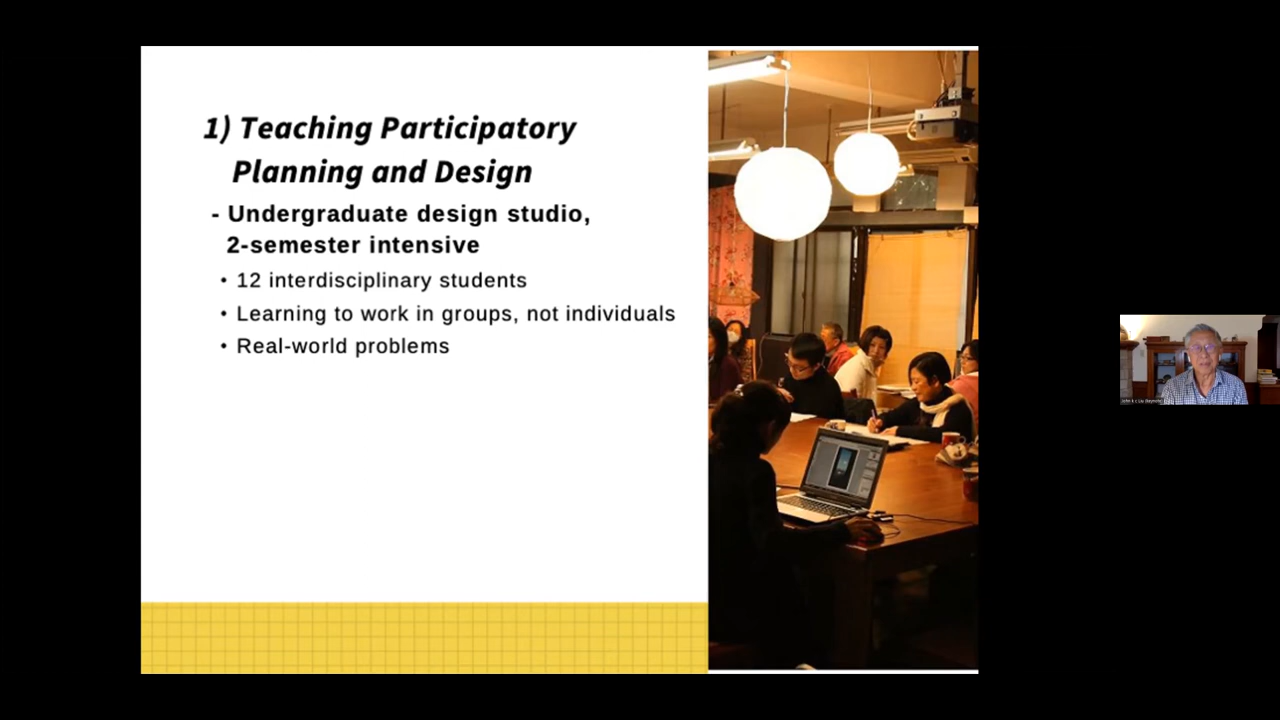 1) Teaching Participatory
Planning and Design
- Undergraduate design studio,
2-semester intensive
• 12 interdisciplinary students
• Learning to work in groups, not individuals
• Real-world problems